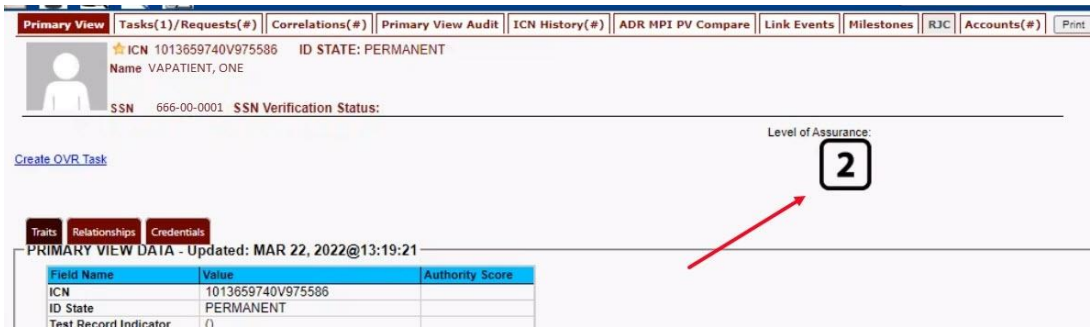 Primary View Tasks(1)/Requests(#) Correlations(#) Primary View Audit ICN History(#) ADR MPI PV Compare Link Events Milestones RJC Accounts(#) Print
ICN 1013659740V975586 ID STATE: PERMANENT
Name VAPATIENT, ONE
SSN 666-00-0001 SSN Verification Status:
Level of Assurance:
2
Create OVR Task
Traits Relationships Credentials
PRIMARY VIEW DATA - Updated: MAR 22, 2022@13:19:21
Field Name Value Authority Score
ICN 1013659740V975586
ID State PERMANENT
Test Record Indicator ()